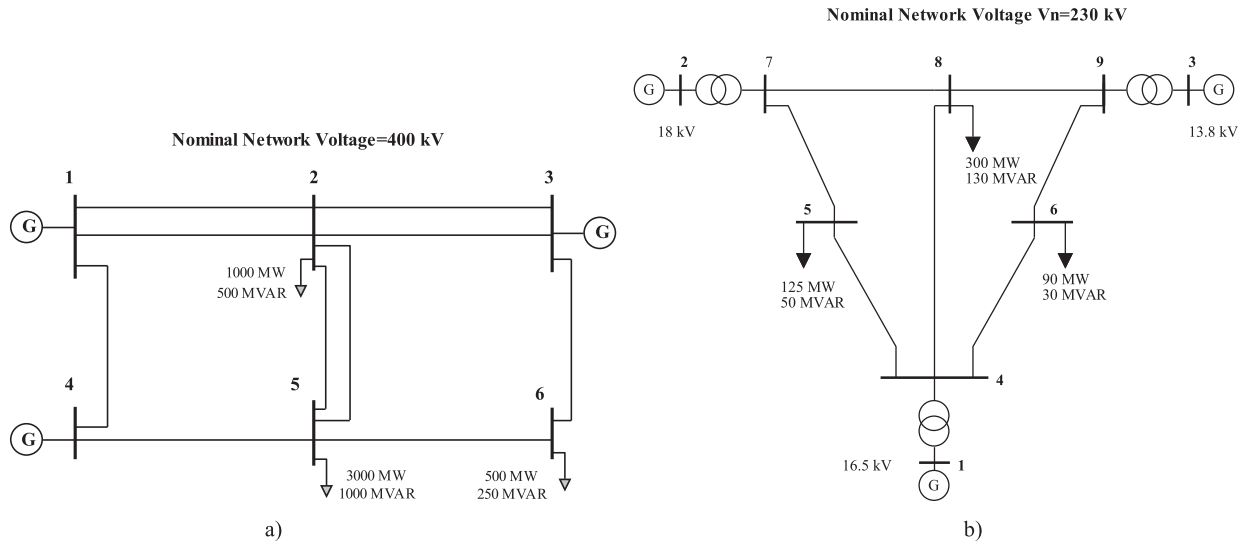 Nominal Network Voltage=400 kV
1
2
3
G
G
1000 MW
500 MVAR
4
5
6
G
3000 MW
1000 MVAR
500 MW
250 MVAR
a)
Nominal Network Voltage Vn=230 kV
2
7
8
9
3
G
G
18 kV
13.8 kV
300 MW
130 MVAR
5
6
125 MW
50 MVAR
90 MW
30 MVAR
4
16.5 kV
1
G
b)